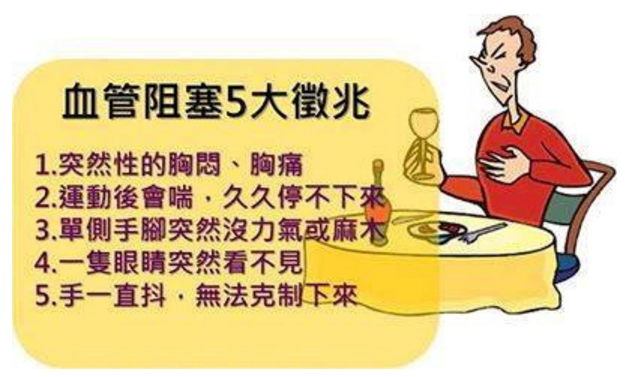 血管阻塞5大徵兆
1.突然性的胸悶、胸痛
2.運動後會喘，久久停不下來
3.單側手腳突然沒力氣或麻木
4.一隻眼睛突然看不見
5.手一直抖，無法克制下來